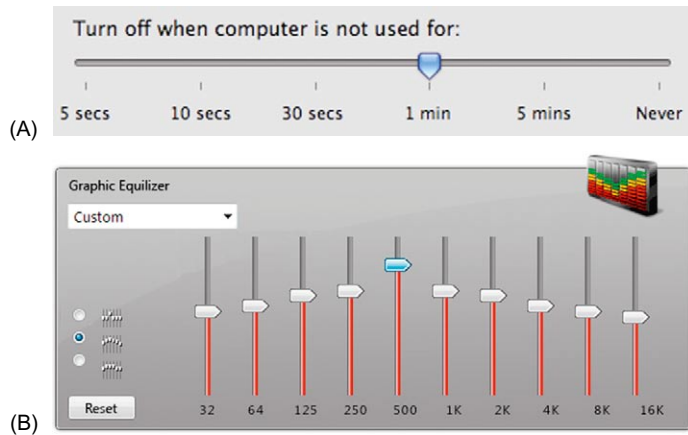 Turn off when computer is not used for:
5 secs 10 secs 30 secs 1 min 5 mins Never
(A)
Graphic Equilizer
Custom
Reset
32 64 125 250 500 1K 2K 4K 8K 16K
(B)